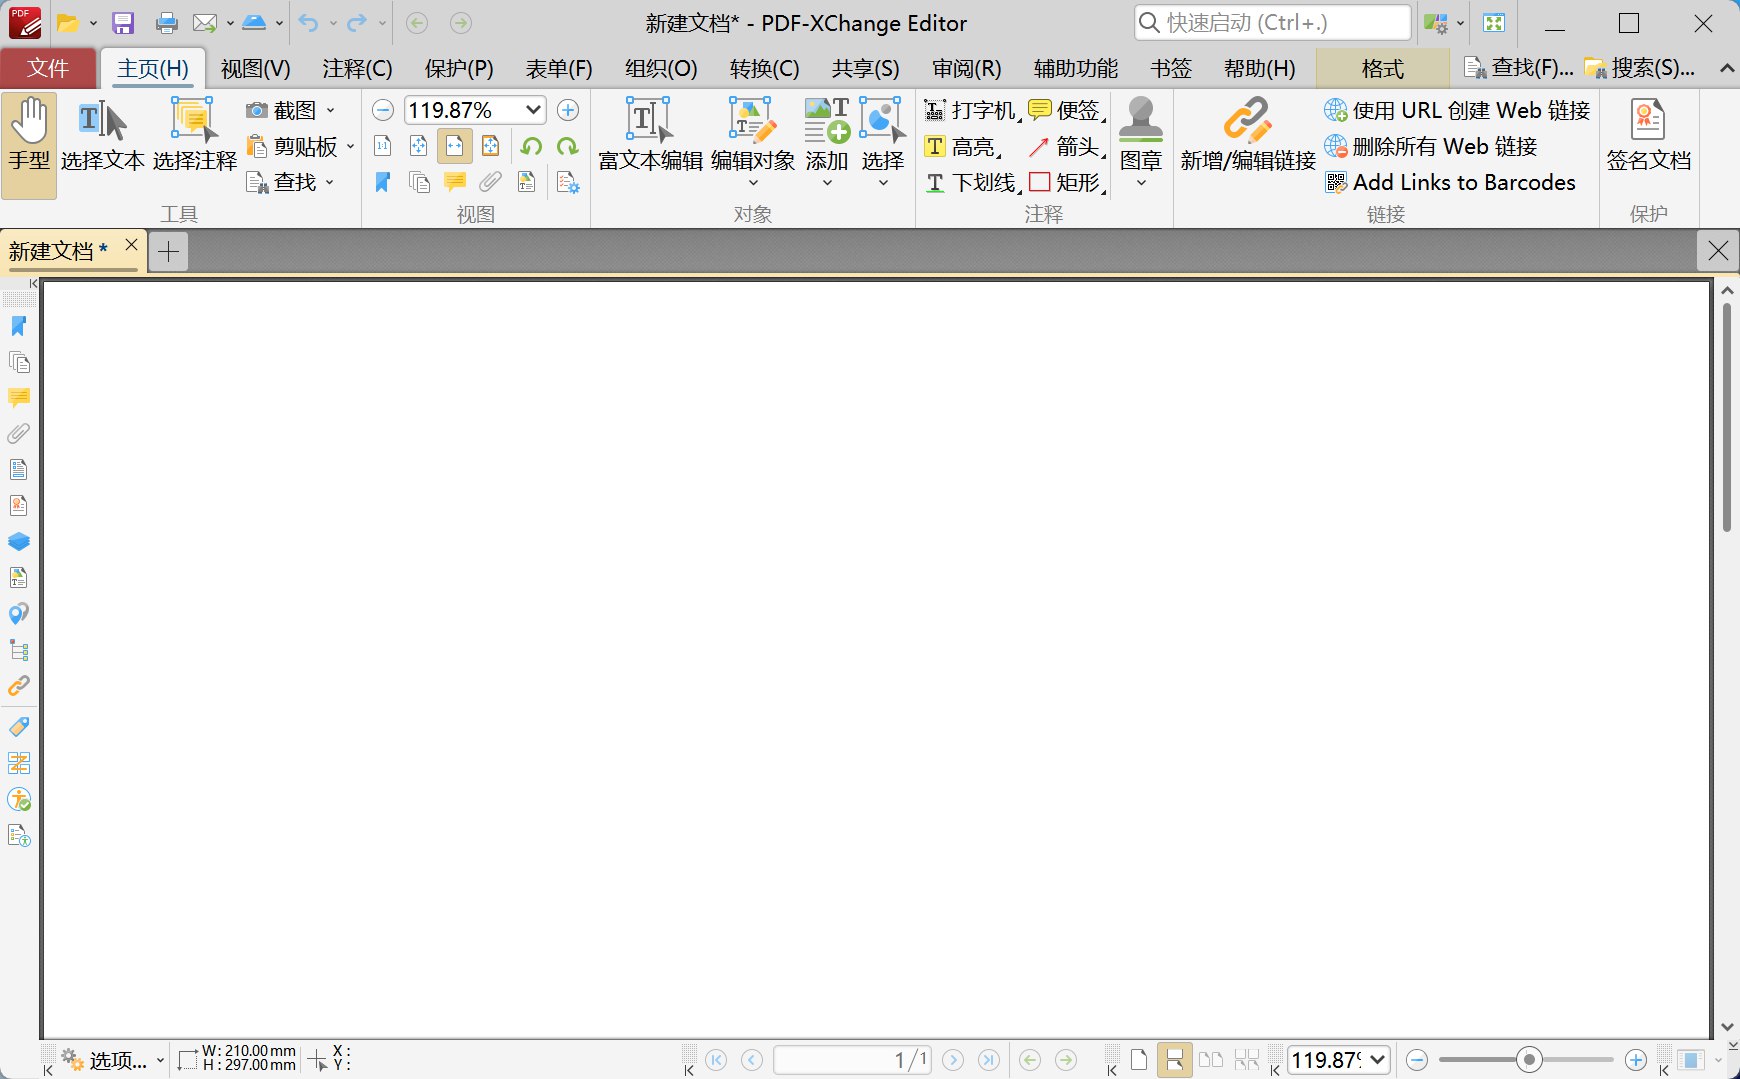 新建文档* - PDF-XChange Editor
快速启动 (Ctrl+.)
文件 主页(H) 视图(V) 注释(C) 保护(P) 表单(F) 组织(O) 转换(C) 共享(S) 审阅(R) 辅助功能 书签 帮助(H) 格式 查找(F)... 搜索(S)...
手型
选择文本
选择注释
截图
剪贴板
查找
工具
119.87%
视图
富文本编辑
编辑对象
添加
选择
对象
打字机
便签
高亮
箭头
下划线
矩形
图章
注释
新增/编辑链接
使用 URL 创建 Web 链接
删除所有 Web 链接
Add Links to Barcodes
链接
签名文档
保护
新建文档 *
选项...
W: 210.00 mm
H: 297.00 mm
X:
Y:
1/1
119.87%